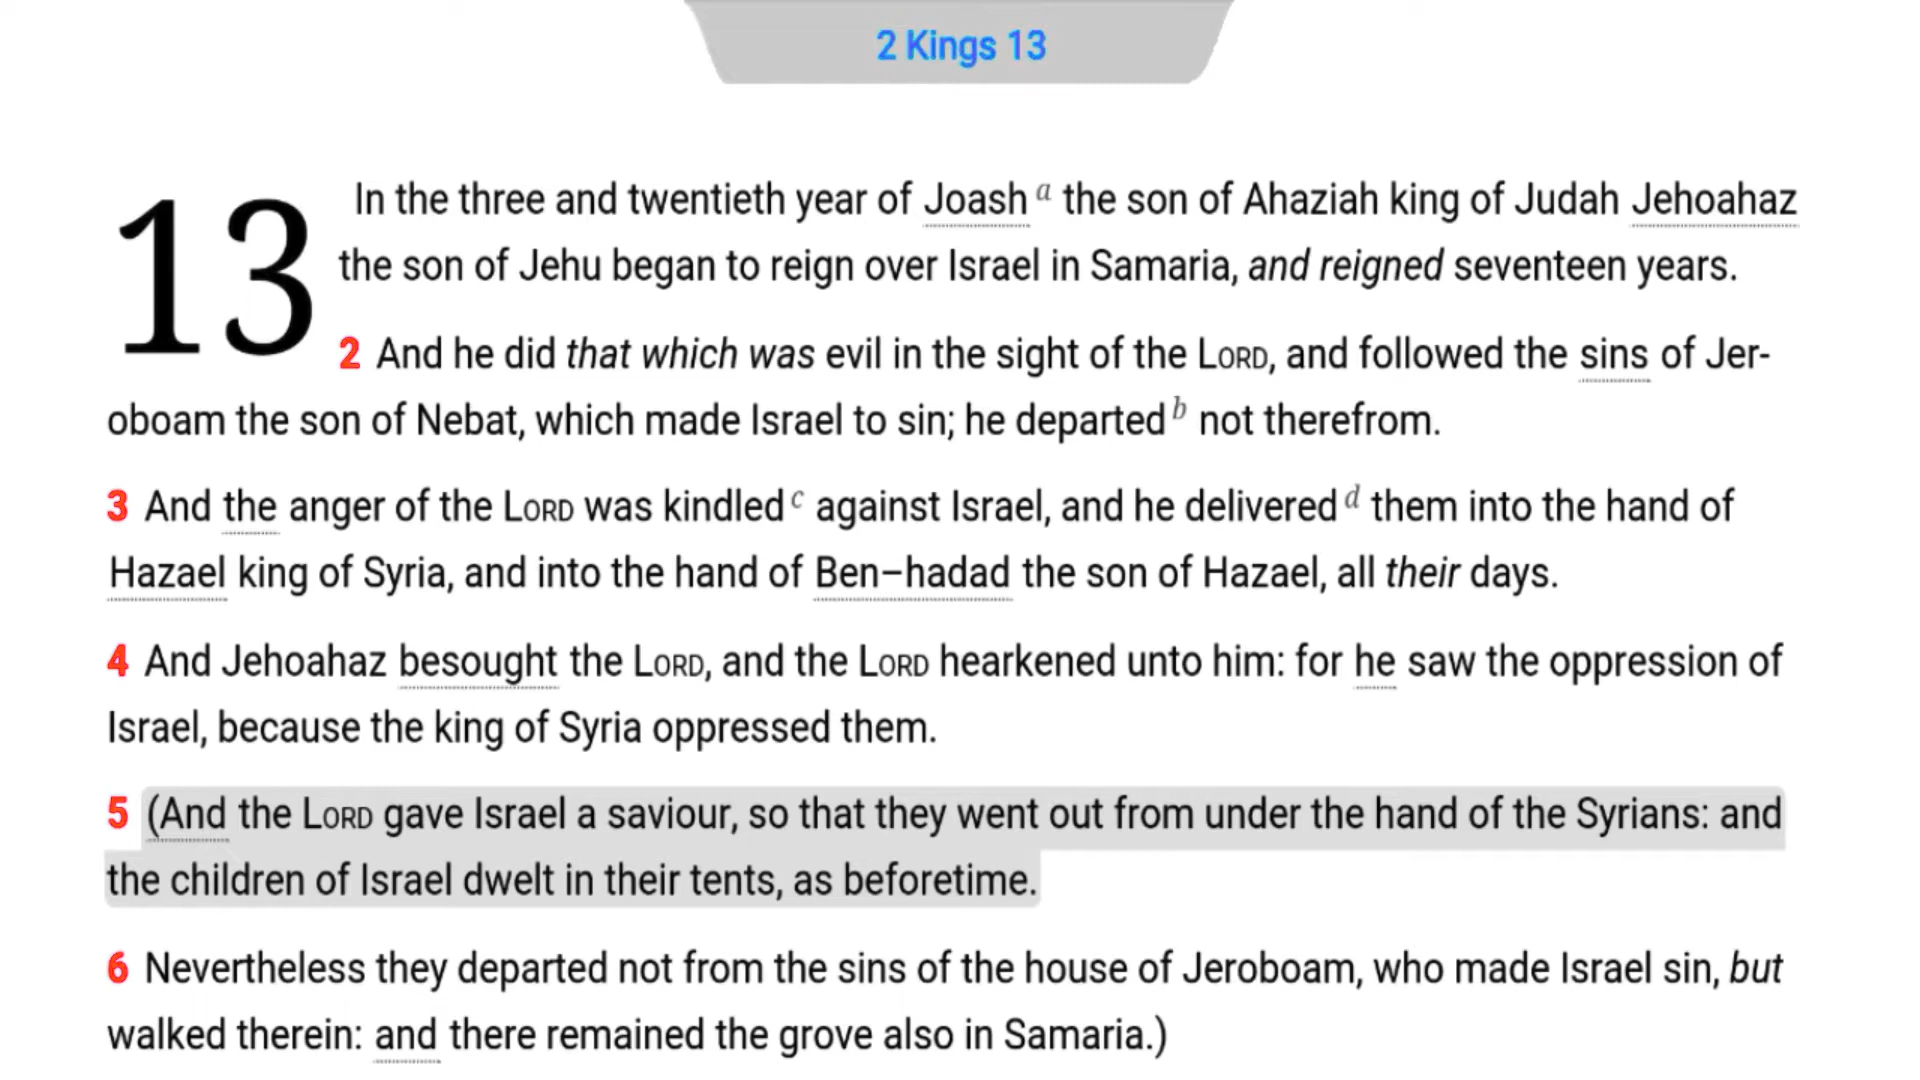 2 Kings 13
13 In the three and twentieth year of Joash a the son of Ahaziah king of Judah Jehoahaz
the son of Jehu began to reign over Israel in Samaria, and reigned seventeen years.
2 And he did that which was evil in the sight of the LORD, and followed the sins of Jer-
oboam the son of Nebat, which made Israel to sin; he departed b not therefrom.
3 And the anger of the LORD was kindled c against Israel, and he delivered d them into the hand of
Hazael king of Syria, and into the hand of Ben–hadad the son of Hazael, all their days.
4 And Jehoahaz besought the LORD, and the LORD hearkened unto him: for he saw the oppression of
Israel, because the king of Syria oppressed them.
5 (And the LORD gave Israel a saviour, so that they went out from under the hand of the Syrians: and
the children of Israel dwelt in their tents, as beforetime.
6 Nevertheless they departed not from the sins of the house of Jeroboam, who made Israel sin, but
walked therein: and there remained the grove also in Samaria.)